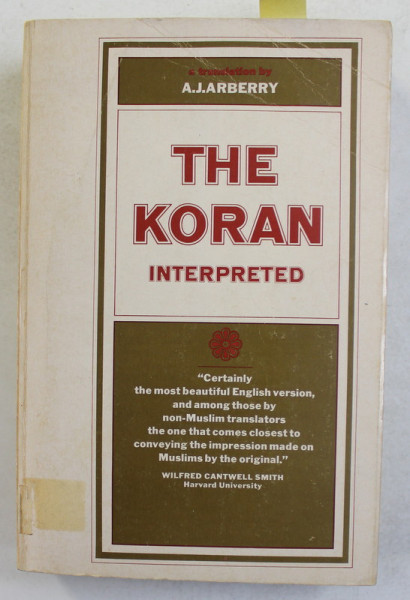 a translation by
A.J.ARBERRY
THE
KORAN
INTERPRETED
“Certainly
the most beautiful English version,
and among those by
non-Muslim translators
the one that comes closest to
conveying the impression made on
Muslims by the original.”
WILFRED CANTWELL SMITH
Harvard University